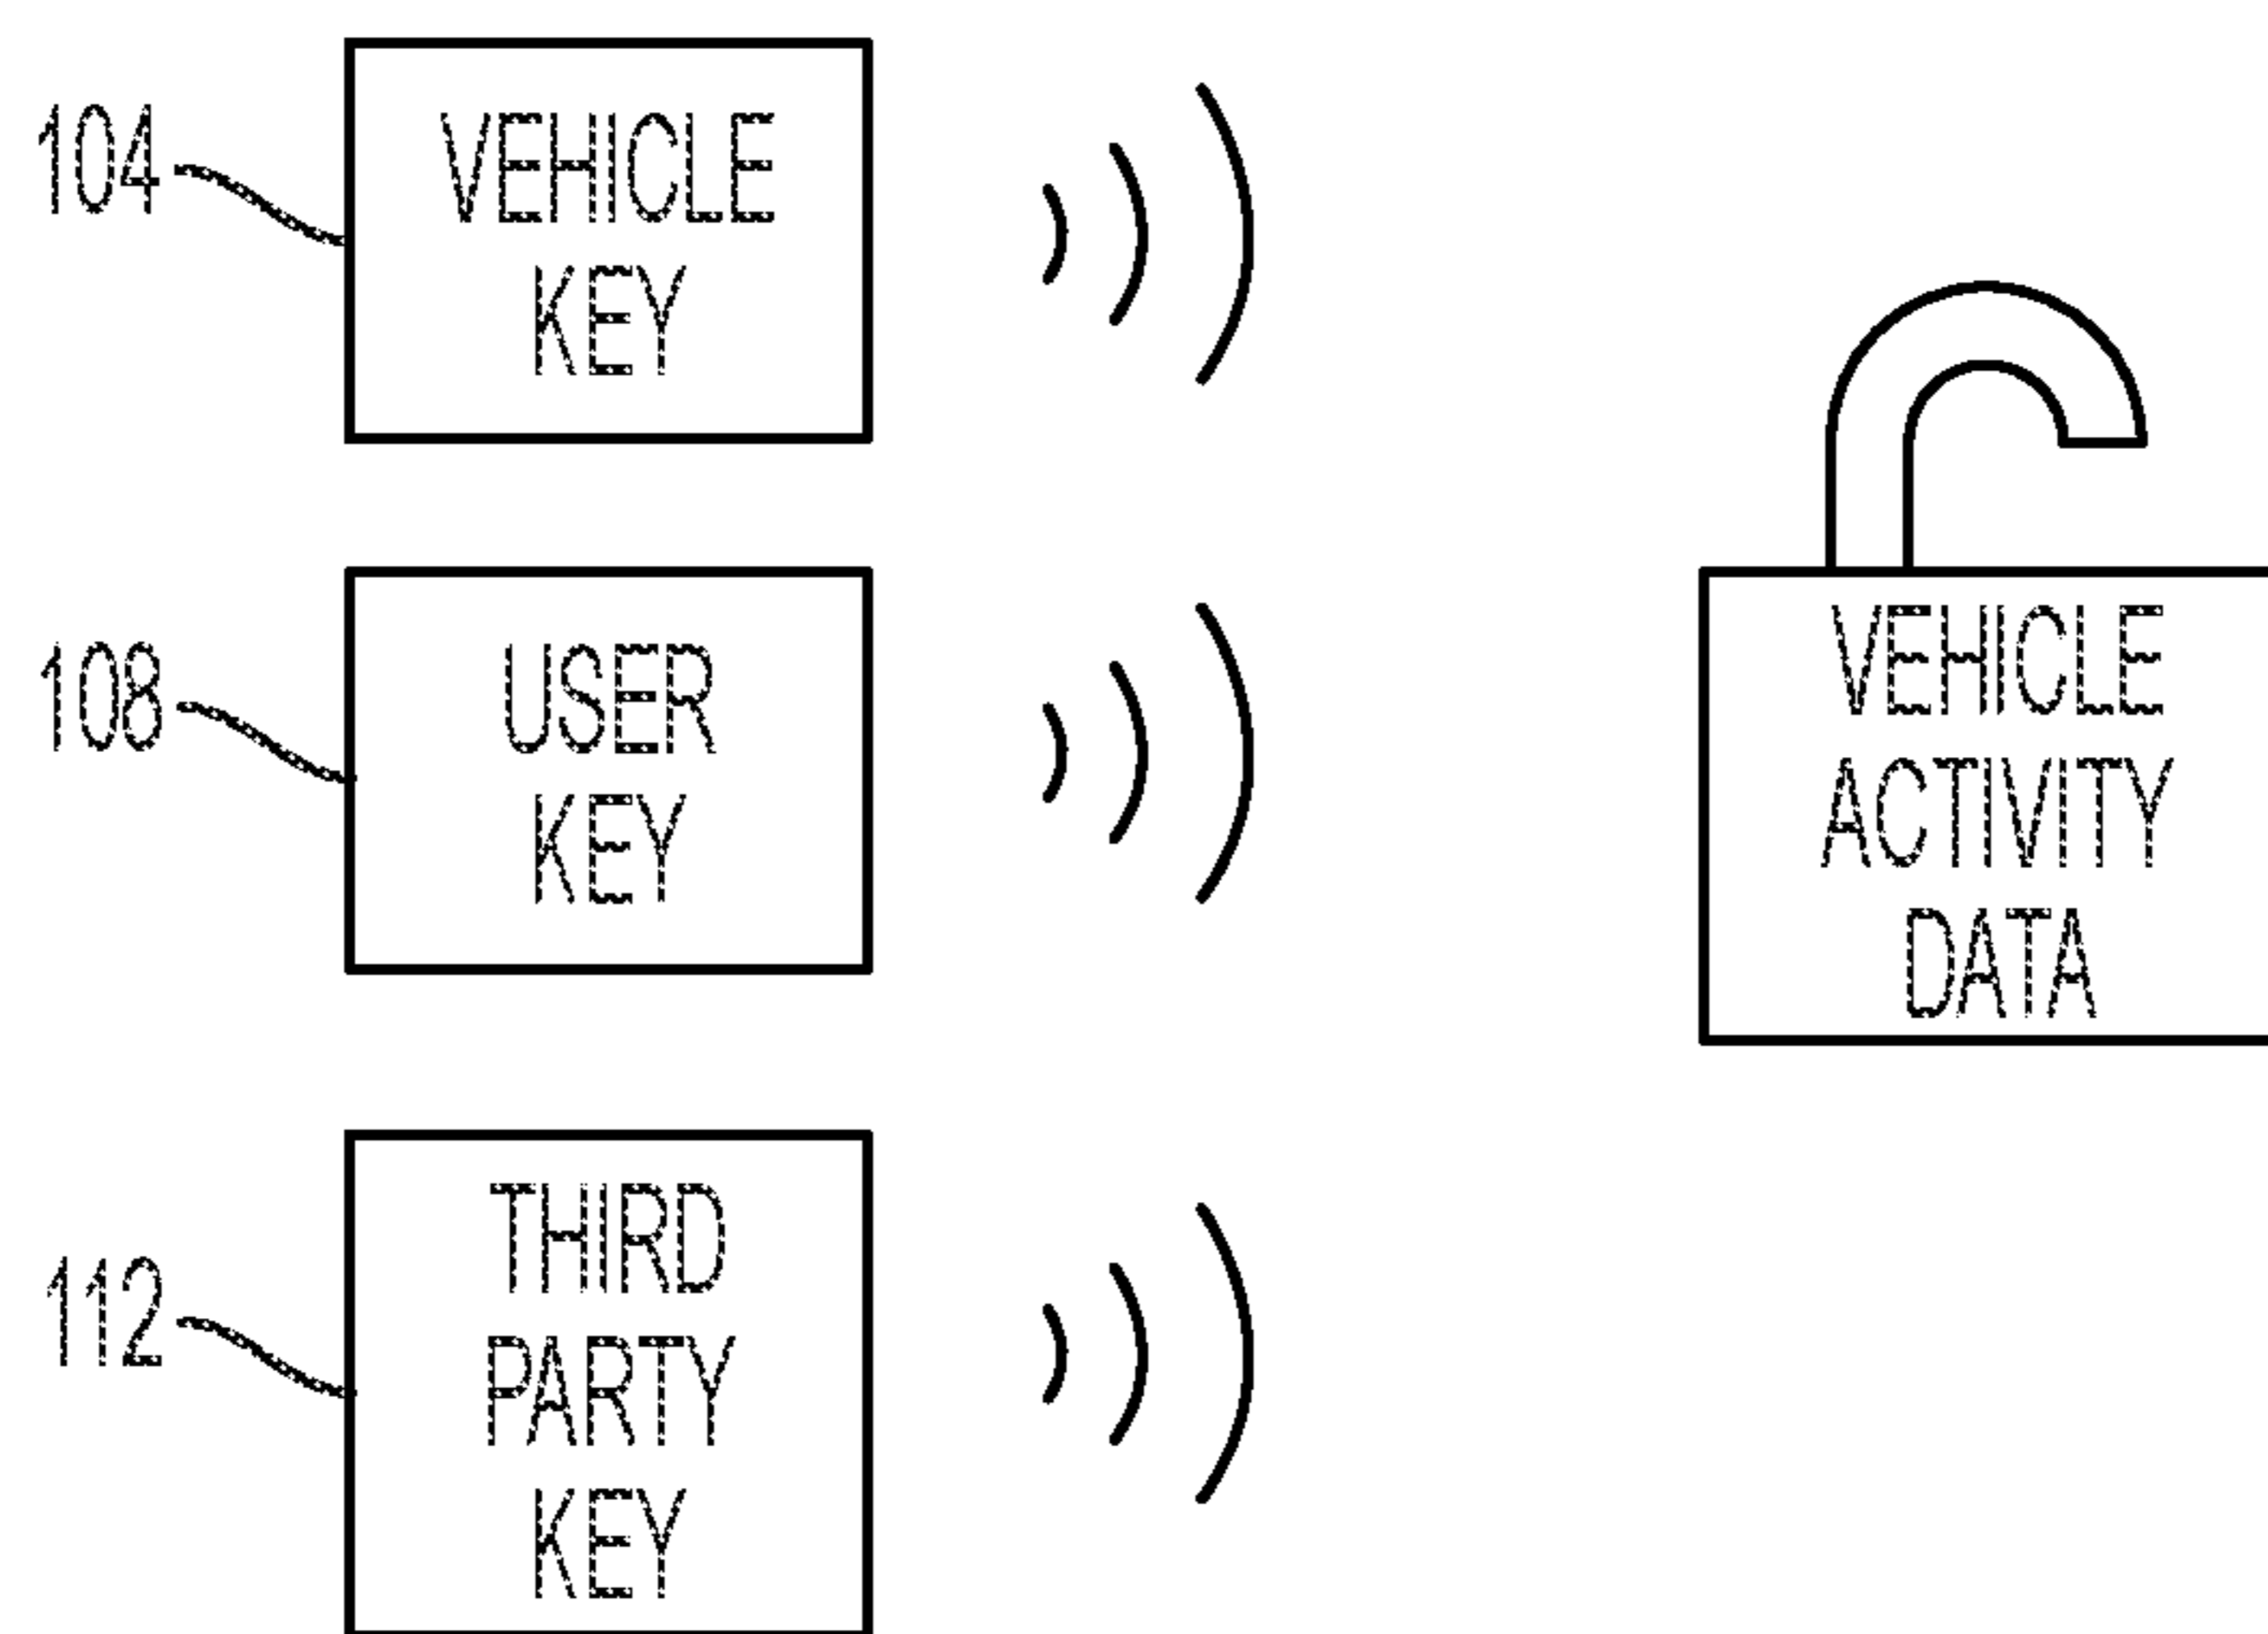 104
VEHICLE
KEY
108
USER
KEY
VEHICLE
ACTIVITY
DATA
112
THIRD
PARTY
KEY